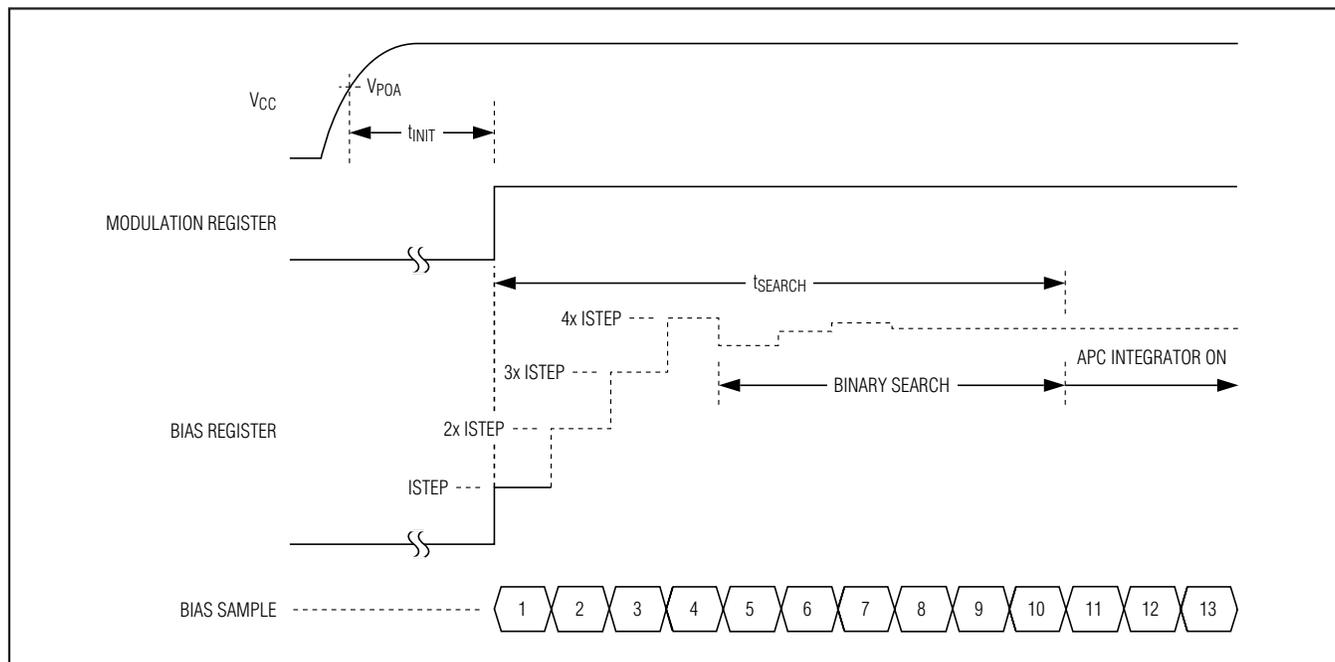 VCC
VPOA
tINIT
MODULATION REGISTER
tSEARCH
4x ISTEP
3x ISTEP
APC INTEGRATOR ON
BINARY SEARCH
BIAS REGISTER
2x ISTEP
ISTEP
BIAS SAMPLE
1 2 3 4 5 6 7 8 9 10 11 12 13